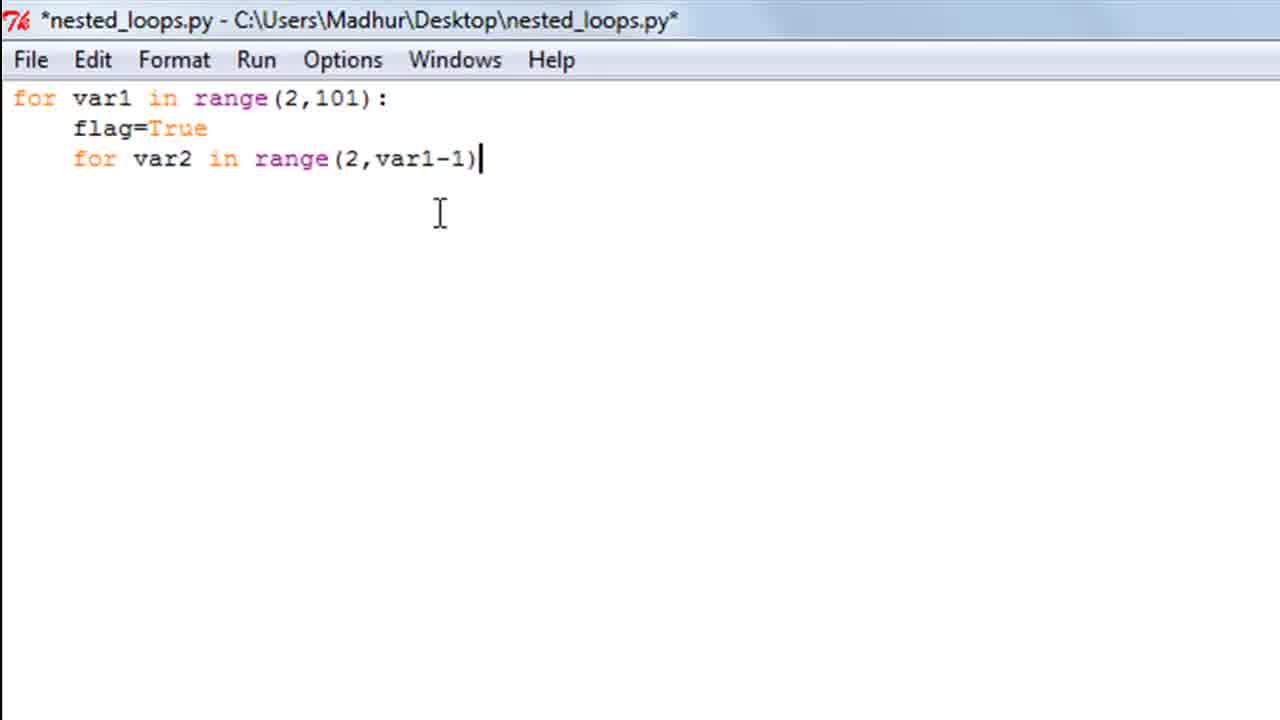 *nested_loops.py - C:\Users\Madhur\Desktop\nested_loops.py*
File Edit Format Run Options Windows Help
for var1 in range(2,101):
    flag=True
    for var2 in range(2,var1-1)